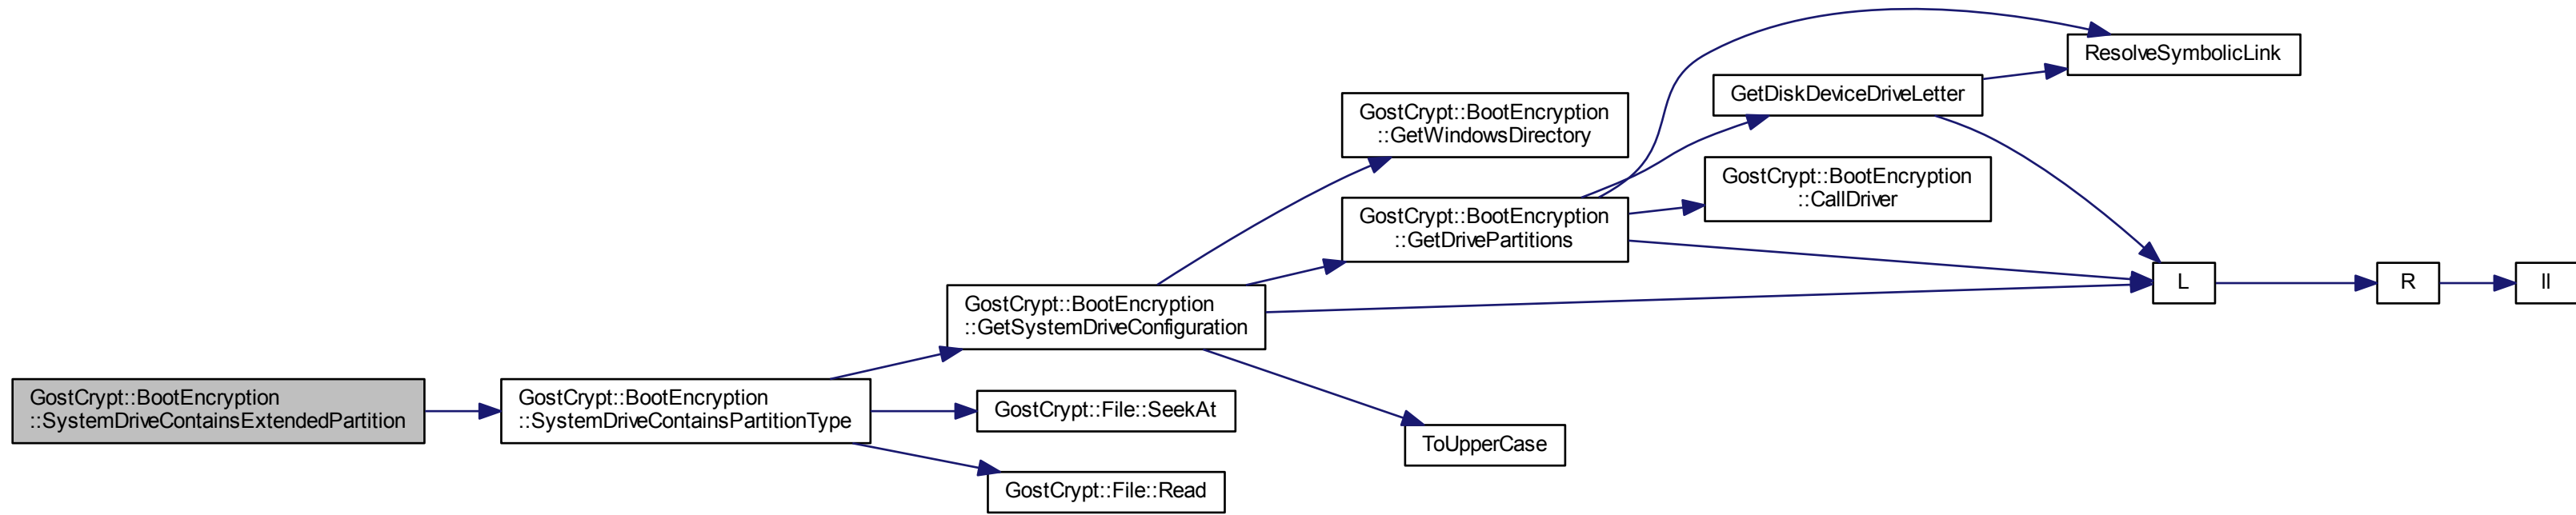 GostCrypt::BootEncryption
::SystemDriveContainsExtendedPartition
GostCrypt::BootEncryption
::SystemDriveContainsPartitionType
GostCrypt::BootEncryption
::GetSystemDriveConfiguration
GostCrypt::File::SeekAt
GostCrypt::File::Read
GostCrypt::BootEncryption
::GetWindowsDirectory
GostCrypt::BootEncryption
::GetDrivePartitions
ToUpperCase
GetDiskDeviceDriveLetter
GostCrypt::BootEncryption
::CallDriver
ResolveSymbolicLink
L
R
ll